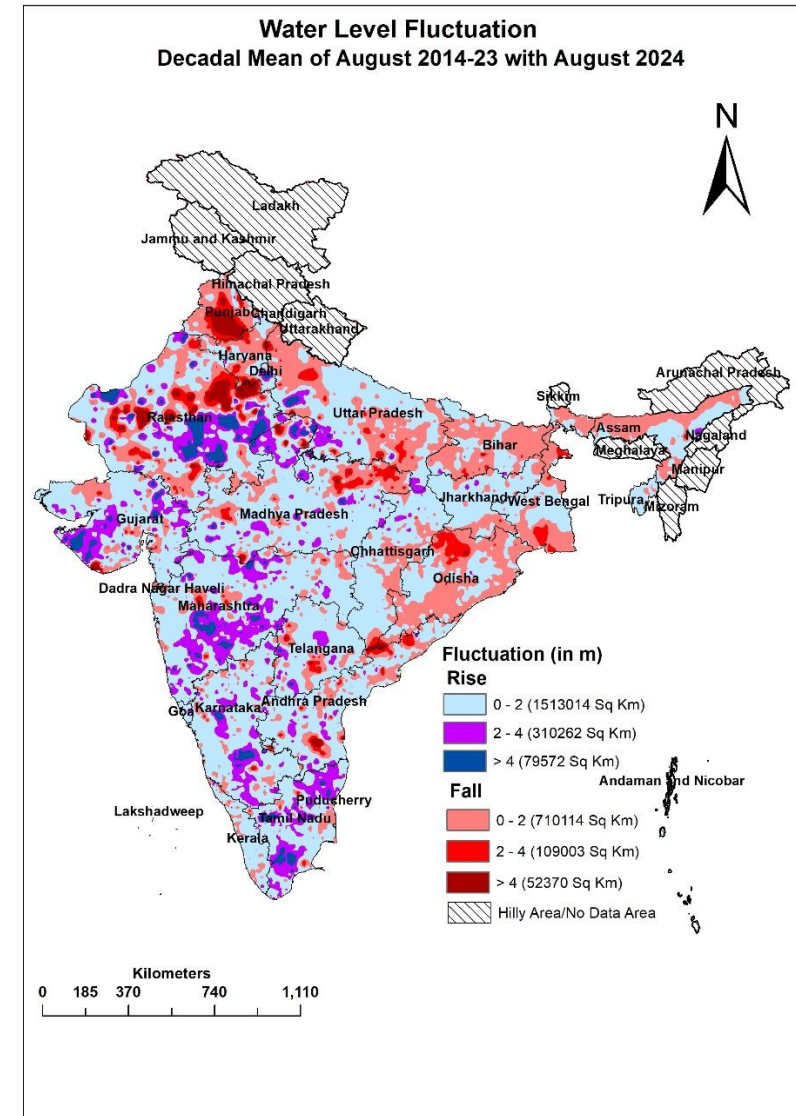 Water Level Fluctuation
Decadal Mean of August 2014-23 with August 2024
N
Ladakh
Jammu and Kashmir
Himachal Pradesh
Punjab
Chandigarh
Uttarakhand
Haryana
Delhi
Arunachal Pradesh
Sikkim
Rajasthan
Uttar Pradesh
Assam
Nagaland
Bihar
Meghalaya
Manipur
Jharkhand
West Bengal
Tripura
Mizoram
Gujarat
Madhya Pradesh
Chhattisgarh
Odisha
Dadra Nagar Haveli
Maharashtra
Telangana
Goa
Karnataka
Andhra Pradesh
Puducherry
Tamil Nadu
Lakshadweep
Kerala
Andaman and Nicobar
Fluctuation (in m)
Rise
0 - 2 (1513014 Sq Km)
2 - 4 (310262 Sq Km)
> 4 (79572 Sq Km)
Fall
0 - 2 (710114 Sq Km)
2 - 4 (109003 Sq Km)
> 4 (52370 Sq Km)
Hilly Area/No Data Area
Kilometers
0 185 370 740 1,110